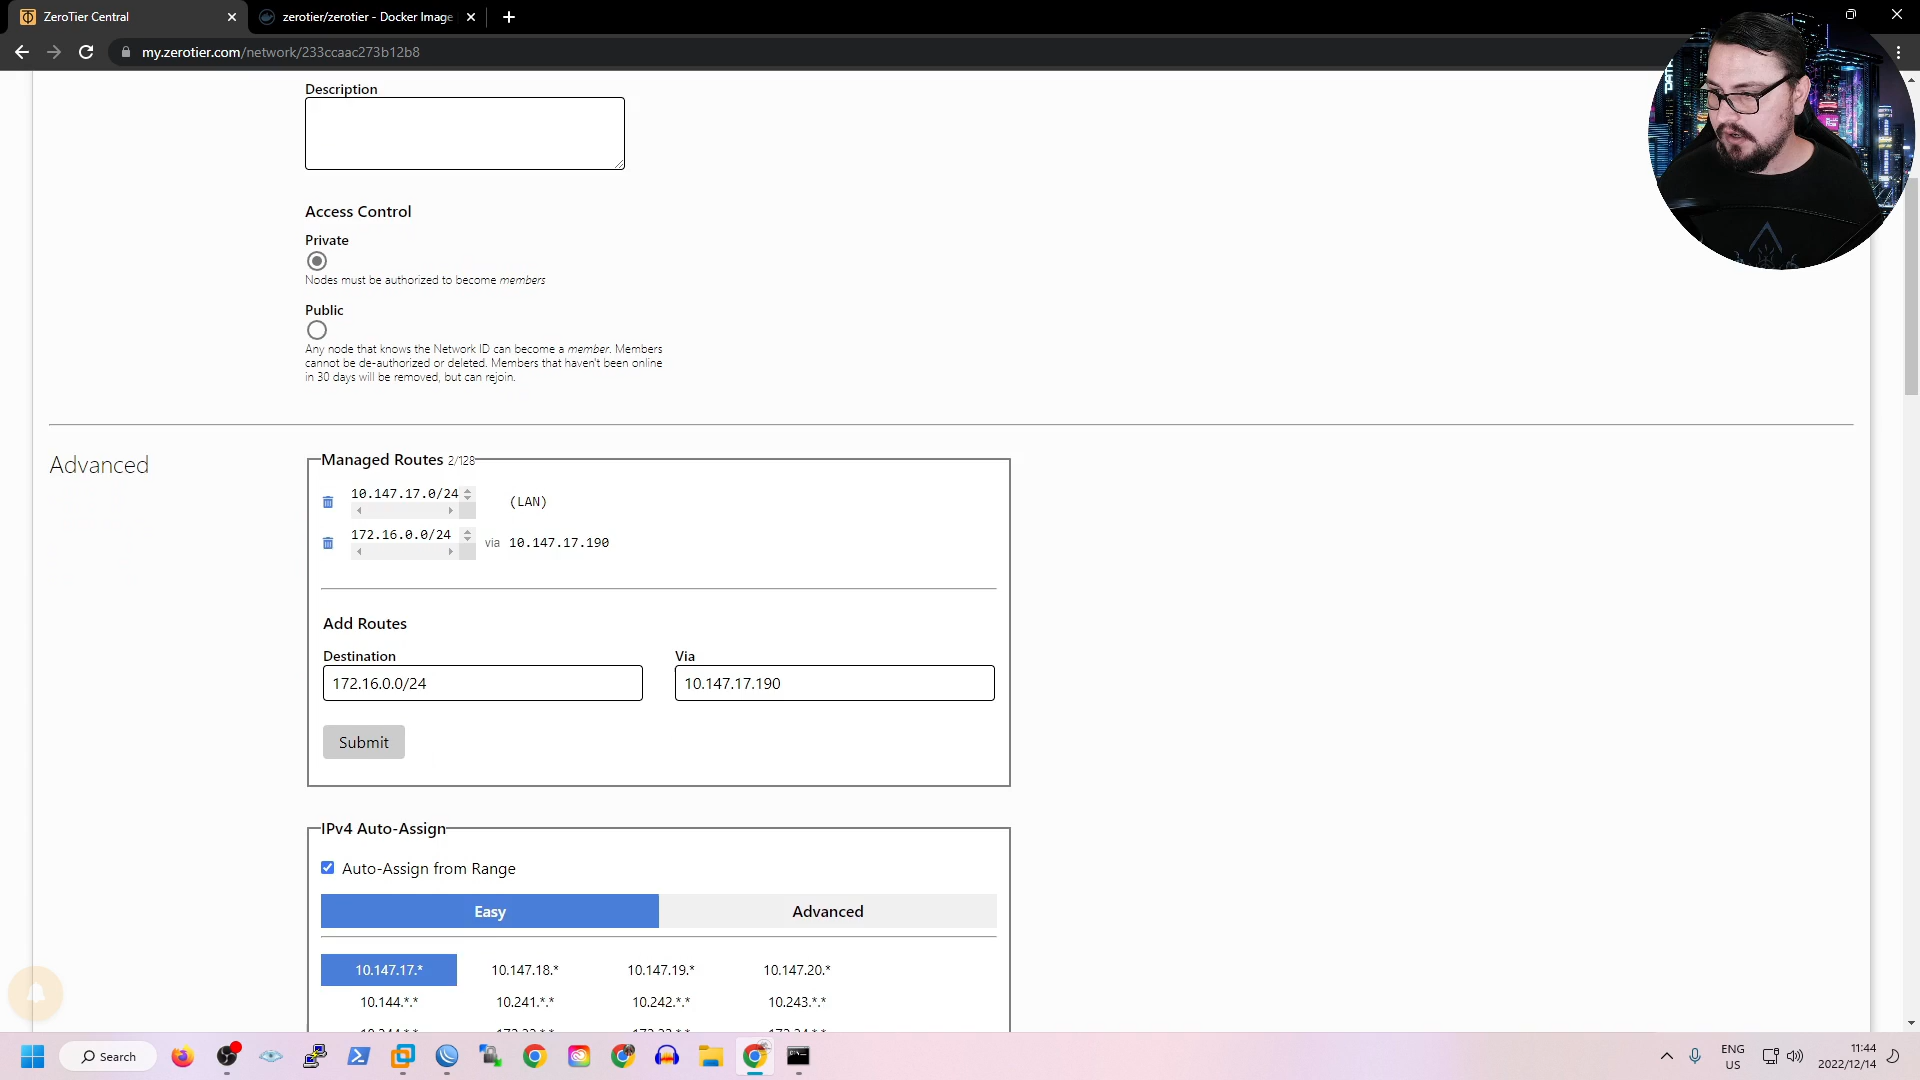 ZeroTier Central
zerotier/zerotier - Docker Image
my.zerotier.com/network/233ccaac273b12b8
Description
Access Control
Private
Nodes must be authorized to become members
Public
Any node that knows the Network ID can become a member. Members
cannot be de-authorized or deleted. Members that haven't been online
in 30 days will be removed, but can rejoin.
Advanced
Managed Routes 2/128
10.147.17.0/24
(LAN)
172.16.0.0/24
via 10.147.17.190
Add Routes
Destination
Via
172.16.0.0/24
10.147.17.190
Submit
IPv4 Auto-Assign
Auto-Assign from Range
Easy
Advanced
10.147.17.*
10.147.18.*
10.147.19.*
10.147.20.*
10.144.*.*
10.241.*.*
10.242.*.*
10.243.*.*
Search
ENG
US
11:44
2022/12/14